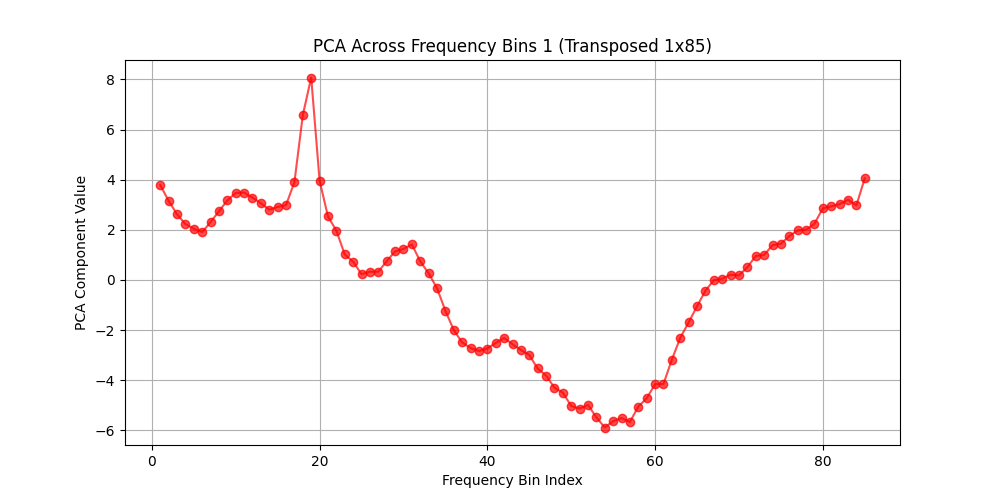 PCA Across Frequency Bins 1 (Transposed 1x85)
PCA Component Value
8
6
4
2
0
−2
−4
−6
0 20 40 60 80
Frequency Bin Index